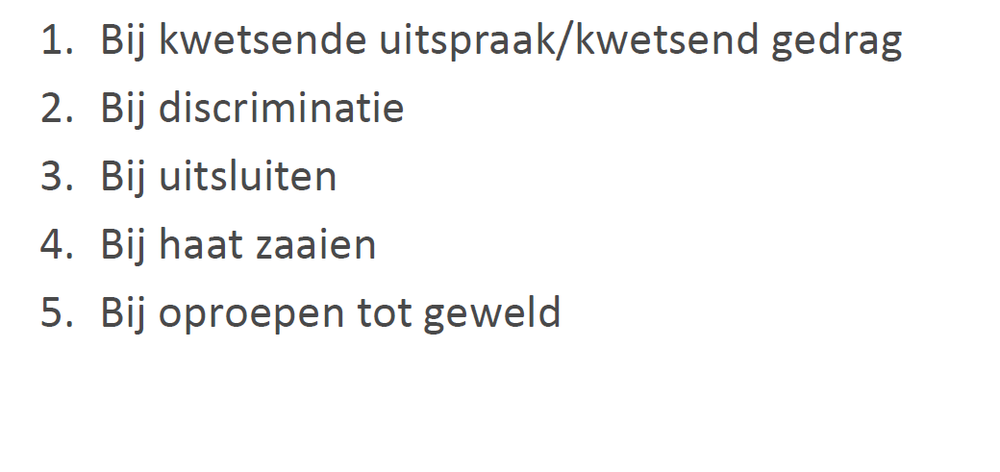 1. Bij kwetsende uitspraak/kwetsend gedrag
2. Bij discriminatie
3. Bij uitsluiten
4. Bij haat zaaien
5. Bij oproepen tot geweld